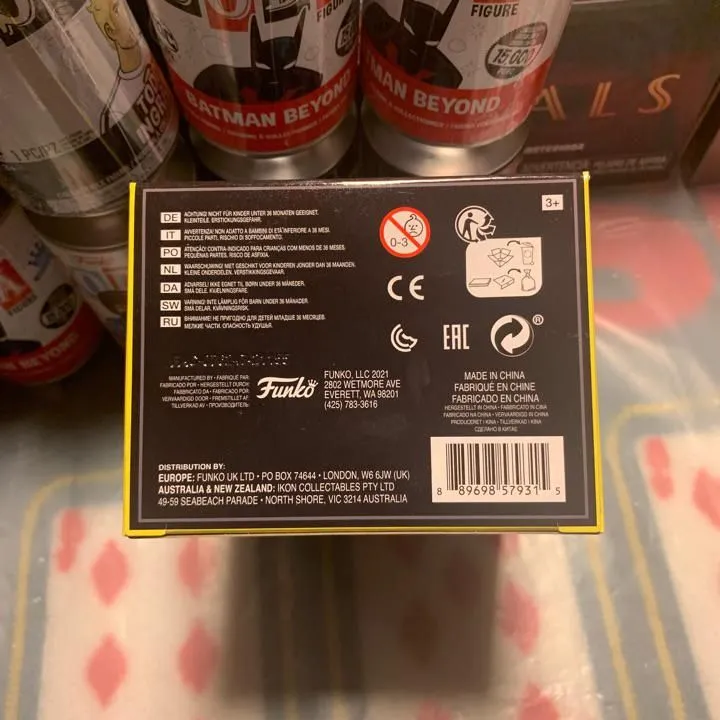 FIGURE
FIGURE
15 000
BATMAN BEYOND
MAN BEYOND
1 PC/PZ
ALS
3+
DE ACHTUNG! NICHT FÜR KINDER UNTER 36 MONATEN GEEIGNET.
KLEINTEILE. ERSTICKUNGSGEFAHR.
IT AVVERTENZA! NON ADATTO A BAMBINI DI ETÀ INFERIORE A 36 MESI.
PICCOLE PARTI, RISCHIO DI SOFFOCAMENTO.
PO ATENÇÃO! CONTRA-INDICADO PARA CRIANÇAS COM MENOS DE 36 MESES.
PEQUENAS PARTES. RISCO DE ASFIXIA.
NL WAARSCHUWING! NIET GESCHIKT VOOR KINDEREN JONGER DAN 36 MAANDEN.
KLEINE ONDERDELEN. VERSTIKKINGSGEVAAR.
DA ADVARSEL! IKKE EGNET TIL BØRN UNDER 36 MÅNEDER.
SMÅ DELE. KVÆLNINGSFARE.
SW VARNING! INTE LÄMPLIG FÖR BARN UNDER 36 MÅNADER.
SMÅ DELAR. KVÄVNINGSRISK.
RU ВНИМАНИЕ! НЕ ПРИГОДНО ДЛЯ ДЕТЕЙ МЛАДШЕ 36 МЕСЯЦЕВ.
МЕЛКИЕ ЧАСТИ. ОПАСНОСТЬ УДУШЬЯ.
0-3
CE
EAC
MANUFACTURED BY • FABRIQUÉ PAR
FABRICADO POR • HERGESTELLT DURCH
FABBRICATO DA • FABRICADO POR
VERVAARDIGD DOOR • FREMSTILLET AF
TILLVERKAD AV • ПРОИЗВОДИТЕЛЬ
Funko
FUNKO, LLC 2021
2802 WETMORE AVE
EVERETT, WA 98201
(425) 783-3616
MADE IN CHINA
FABRIQUÉ EN CHINE
FABRICADO EN CHINA
HERGESTELLT IN CHINA • FABBRICATO IN CINA
FABRICADO NA CHINA • VERVAARDIGD IN CHINA
PRODUCERET I KINA • TILLVERKAD I KINA
СДЕЛАНО В КИТАЕ
DISTRIBUTION BY:
EUROPE: FUNKO UK LTD • PO BOX 74644 • LONDON, W6 6JW (UK)
AUSTRALIA & NEW ZEALAND: IKON COLLECTABLES PTY LTD
49-59 SEABEACH PARADE • NORTH SHORE, VIC 3214 AUSTRALIA
8 89698 57931 5
BEYOND